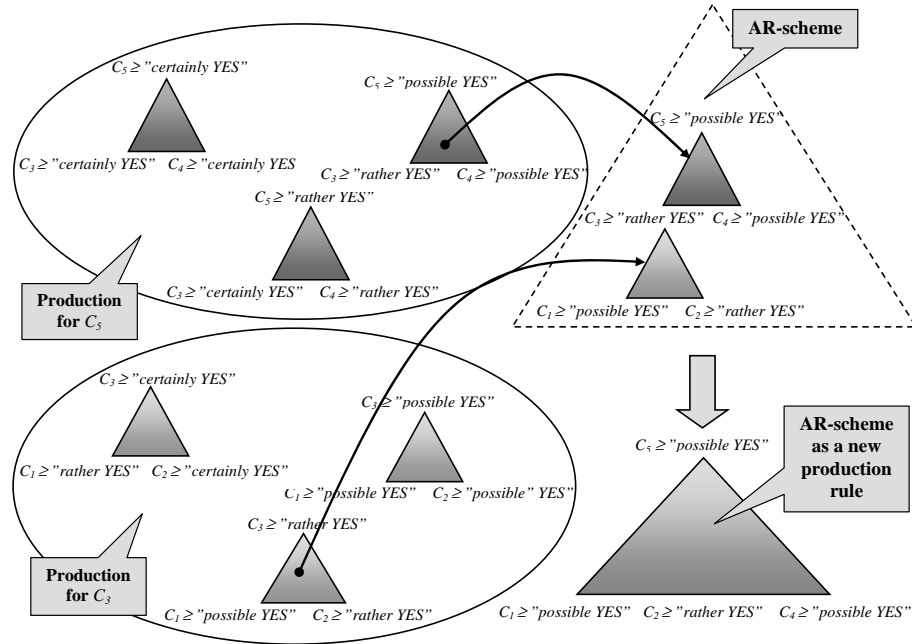 AR-scheme
C5 ≥ ”certainly YES”
C5 ≥ ”possible YES”
C5 ≥ ”possible YES”
C3 ≥ ”certainly YES” C4 ≥ ”certainly YES
C3 ≥ ”rather YES” C4 ≥ ”possible YES”
C5 ≥ ”rather YES”
C3 ≥ ”rather YES” C4 ≥ ”possible YES”
C3 ≥ ”certainly YES” C4 ≥ ”rather YES”
Production
for C5
C1 ≥ ”possible YES” C2 ≥ ”rather YES”
C3 ≥ ”certainly YES”
C3 ≥ ”possible YES”
C1 ≥ ”rather YES” C2 ≥ ”certainly YES”
C1 ≥ ”possible YES” C2 ≥ ”possible” YES”
C3 ≥ ”rather YES”
Production
for C3
C1 ≥ ”possible YES” C2 ≥ ”rather YES”
C5 ≥ ”possible YES”
AR-scheme
as a new
production
rule
C1 ≥ ”possible YES” C2 ≥ ”rather YES” C4 ≥ ”possible YES”